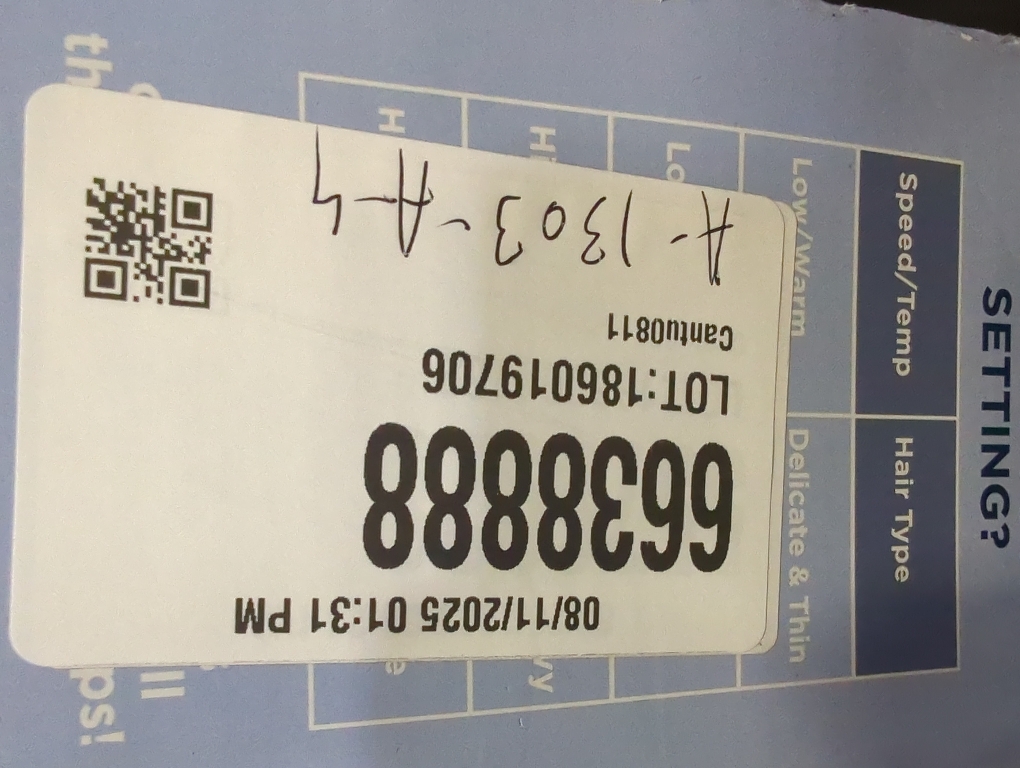 08/11/2025 01:31 PM
6638888
LOT:186019706
Cantu0811
A-1303-A-4
SETTING?
Speed/Temp Hair Type
Low/Warm Delicate & Thin